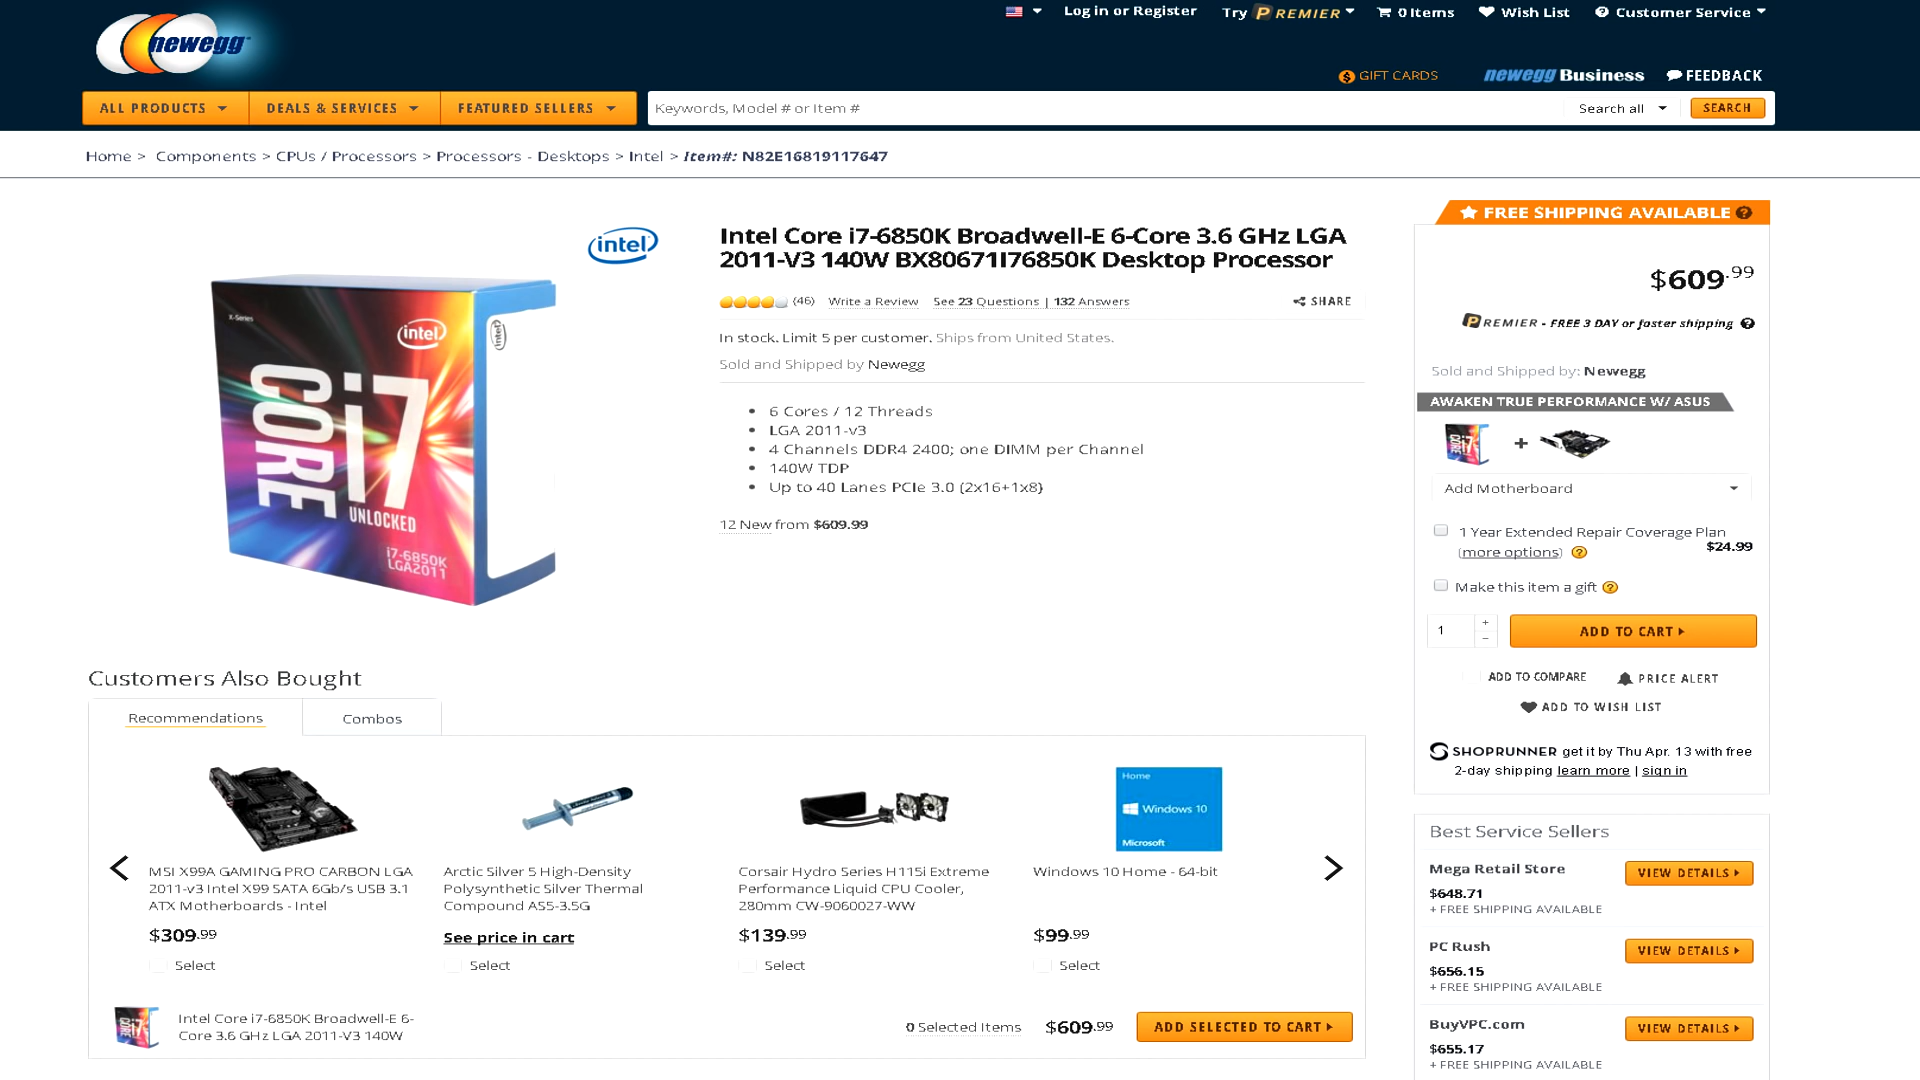 newegg
Log in or Register
Try PREMIER
0 Items
Wish List
Customer Service
GIFT CARDS
newegg Business
FEEDBACK
ALL PRODUCTS
DEALS & SERVICES
FEATURED SELLERS
Keywords, Model # or Item #
Search all
SEARCH
Home > Components > CPUs / Processors > Processors - Desktops > Intel > Item#: N82E16819117647
intel
X-Series
intel
intel
CORE i7
UNLOCKED
i7-6850K
LGA2011
Intel Core i7-6850K Broadwell-E 6-Core 3.6 GHz LGA
2011-V3 140W BX80671I76850K Desktop Processor
(46) Write a Review See 23 Questions | 132 Answers
SHARE
In stock. Limit 5 per customer. Ships from United States.
Sold and Shipped by Newegg
• 6 Cores / 12 Threads
• LGA 2011-v3
• 4 Channels DDR4 2400; one DIMM per Channel
• 140W TDP
• Up to 40 Lanes PCIe 3.0 (2x16+1x8)
12 New from $609.99
FREE SHIPPING AVAILABLE ?
$609.99
PREMIER - FREE 3 DAY or faster shipping ?
Sold and Shipped by: Newegg
AWAKEN TRUE PERFORMANCE W/ ASUS
CORE i7
+
Add Motherboard
1 Year Extended Repair Coverage Plan
(more options) ?
$24.99
Make this item a gift ?
1
+
−
ADD TO CART
ADD TO COMPARE
PRICE ALERT
ADD TO WISH LIST
SHOPRUNNER get it by Thu Apr. 13 with free
2-day shipping learn more | sign in
Customers Also Bought
Recommendations
Combos
Home
Windows 10
Microsoft
MSI X99A GAMING PRO CARBON LGA
2011-v3 Intel X99 SATA 6Gb/s USB 3.1
ATX Motherboards - Intel
$309.99
Select
Arctic Silver 5 High-Density
Polysynthetic Silver Thermal
Compound AS5-3.5G
See price in cart
Select
Corsair Hydro Series H115i Extreme
Performance Liquid CPU Cooler,
280mm CW-9060027-WW
$139.99
Select
Windows 10 Home - 64-bit
$99.99
Select
CORE i7
Intel Core i7-6850K Broadwell-E 6-
Core 3.6 GHz LGA 2011-V3 140W
0 Selected Items
$609.99
ADD SELECTED TO CART
Best Service Sellers
Mega Retail Store
$648.71
+ FREE SHIPPING AVAILABLE
VIEW DETAILS
PC Rush
$656.15
+ FREE SHIPPING AVAILABLE
VIEW DETAILS
BuyVPC.com
$655.17
+ FREE SHIPPING AVAILABLE
VIEW DETAILS